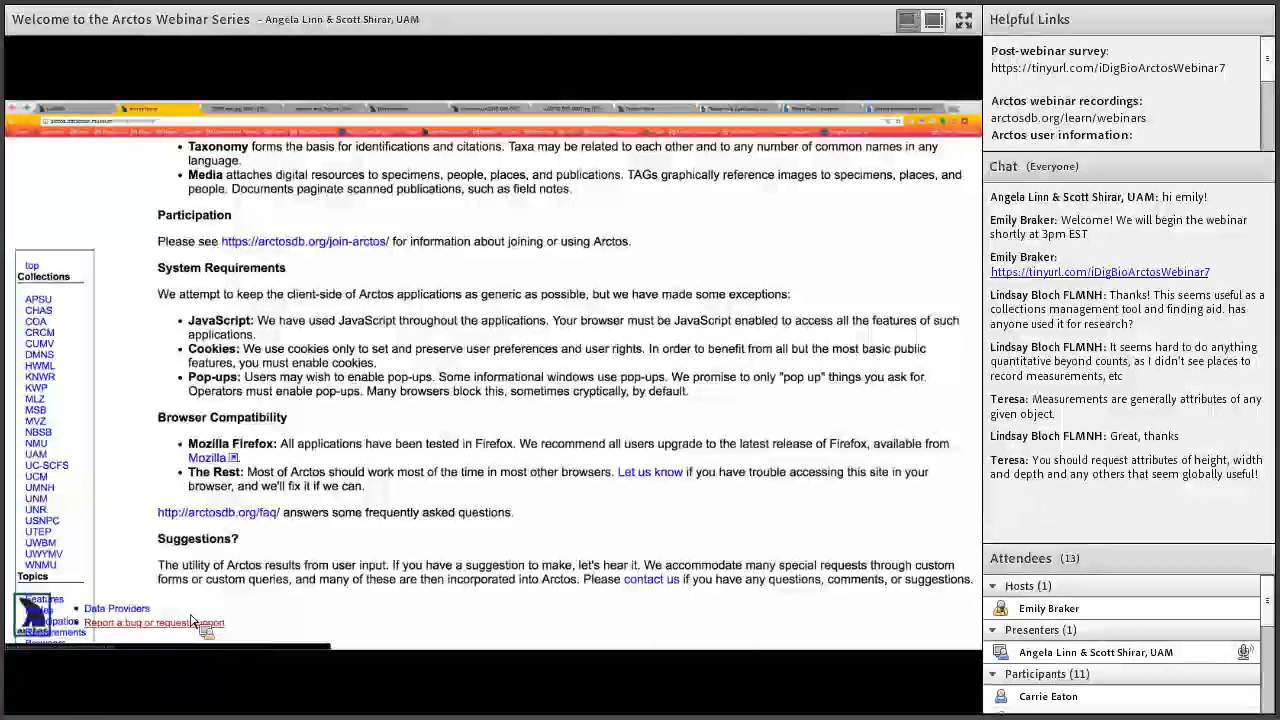 Welcome to the Arctos Webinar Series - Angela Linn & Scott Shirar, UAM
Taxonomy forms the basis for identifications and citations. Taxa may be related to each other and to any number of common names in any
language.
Media attaches digital resources to specimens, people, places, and publications. TAGs graphically reference images to specimens, places, and
people. Documents paginate scanned publications, such as field notes.
Participation
Please see https://arctosdb.org/join-arctos/ for information about joining or using Arctos.
System Requirements
We attempt to keep the client-side of Arctos applications as generic as possible, but we have made some exceptions:
JavaScript: We have used JavaScript throughout the applications. Your browser must be JavaScript enabled to access all the features of such
applications.
Cookies: We use cookies only to set and preserve user preferences and user rights. In order to benefit from all but the most basic public
features, you must enable cookies.
Pop-ups: Users may wish to enable pop-ups. Some informational windows use pop-ups. We promise to only "pop up" things you ask for.
Operators must enable pop-ups. Many browsers block this, sometimes cryptically, by default.
Browser Compatibility
Mozilla Firefox: All applications have been tested in Firefox. We recommend all users upgrade to the latest release of Firefox, available from
Mozilla.
The Rest: Most of Arctos should work most of the time in most other browsers. Let us know if you have trouble accessing this site in your
browser, and we'll fix it if we can.
http://arctosdb.org/faq/ answers some frequently asked questions.
Suggestions?
The utility of Arctos results from user input. If you have a suggestion to make, let's hear it. We accommodate many special requests through custom
forms or custom queries, and many of these are then incorporated into Arctos. Please contact us if you have any questions, comments, or suggestions.
Data Providers
Report a bug or request support
top
Collections
APSU
CHAS
COA
CRCM
CUMV
DMNS
HWML
KNWR
KWP
MLZ
MSB
MVZ
NBSB
NMU
UAM
UC-SCFS
UCM
UMNH
UNM
UNR
USNPC
UTEP
UWBM
UWYMV
WNMU
Topics
Features
Participation
Requirements
Browsers
Helpful Links
Post-webinar survey:
https://tinyurl.com/iDigBioArctosWebinar7
Arctos webinar recordings:
arctosdb.org/learn/webinars
Arctos user information:
Chat (Everyone)
Angela Linn & Scott Shirar, UAM: hi emily!
Emily Braker: Welcome! We will begin the webinar
shortly at 3pm EST
Emily Braker:
https://tinyurl.com/iDigBioArctosWebinar7
Lindsay Bloch FLMNH: Thanks! This seems useful as a
collections management tool and finding aid. has
anyone used it for research?
Lindsay Bloch FLMNH: It seems hard to do anything
quantitative beyond counts, as I didn't see places to
record measurements, etc
Teresa: Measurements are generally attributes of any
given object.
Lindsay Bloch FLMNH: Great, thanks
Teresa: You should request attributes of height, width
and depth and any others that seem globally useful!
Attendees (13)
Hosts (1)
Emily Braker
Presenters (1)
Angela Linn & Scott Shirar, UAM
Participants (11)
Carrie Eaton